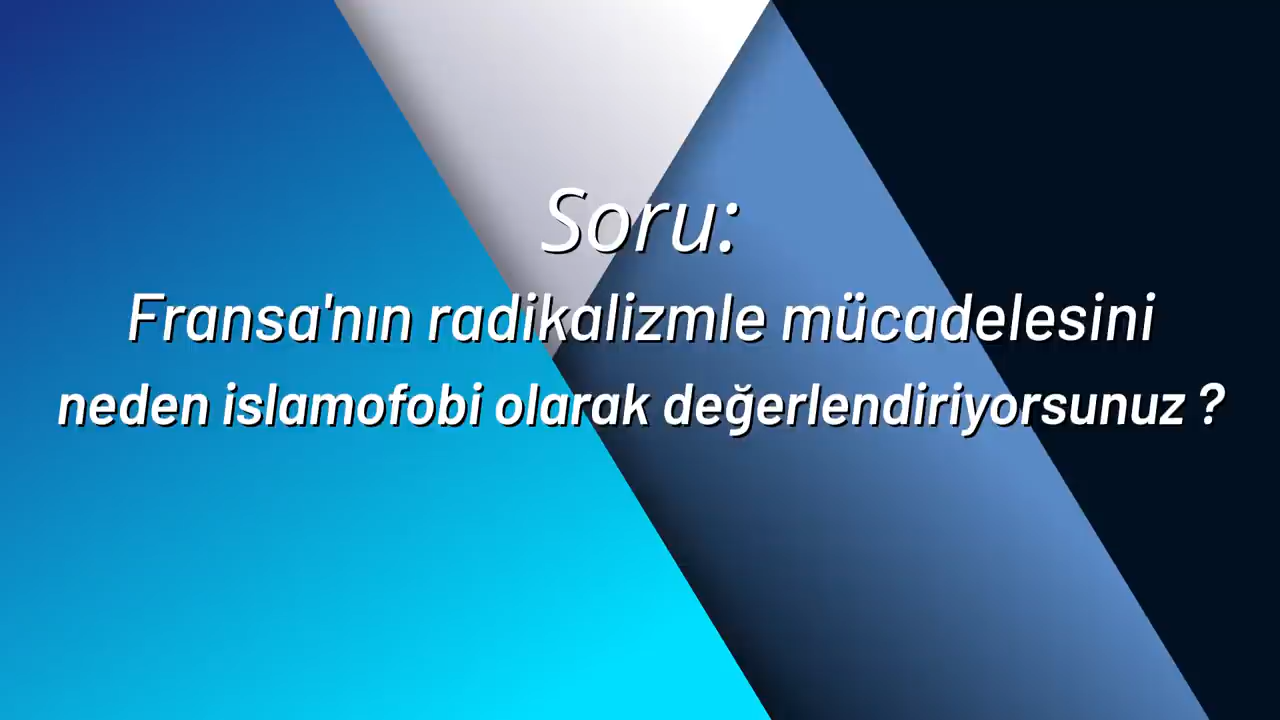 Soru:
Fransa'nın radikalizmle mücadelesini
neden islamofobi olarak değerlendiriyorsunuz ?